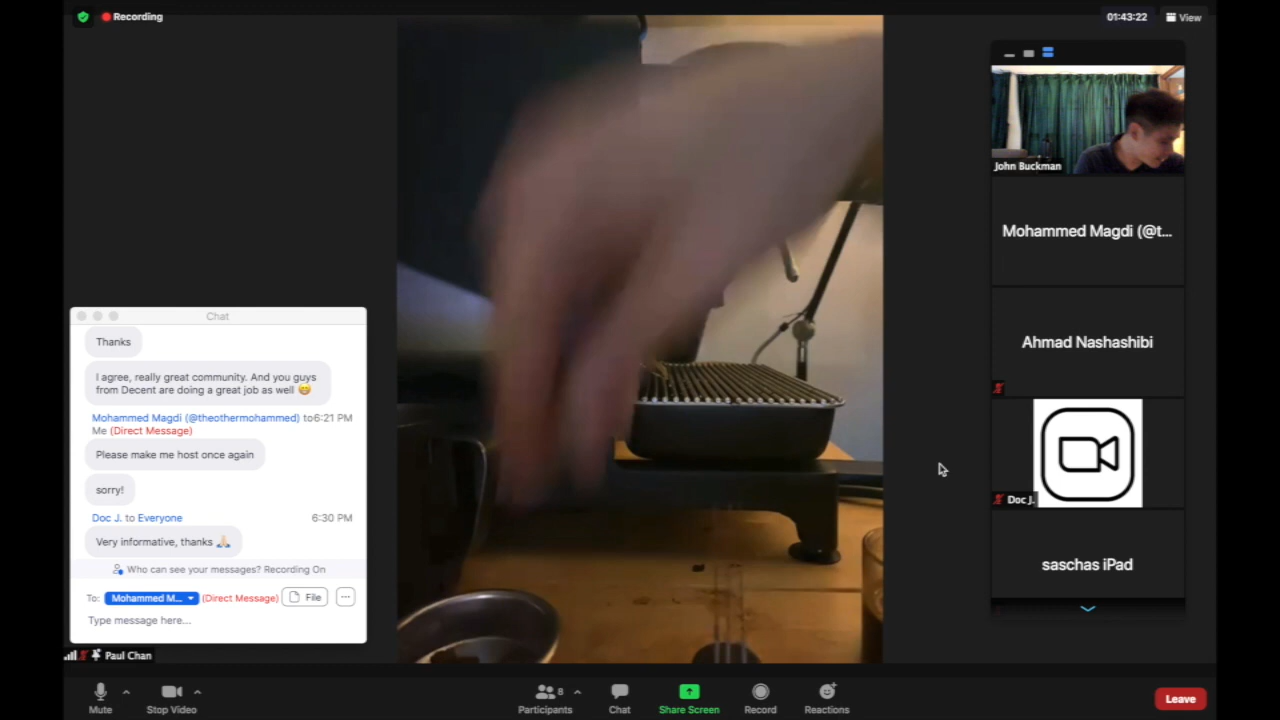 Recording
01:43:22
View
John Buckman
Mohammed Magdi (@t...
Ahmad Nashashibi
Doc J.
saschas iPad
Chat
Thanks
I agree, really great community. And you guys
from Decent are doing a great job as well 😄
Mohammed Magdi (@theothermohammed) to 6:21 PM
Me (Direct Message)
Please make me host once again
sorry!
Doc J. to Everyone 6:30 PM
Very informative, thanks 🙏🏻
Who can see your messages? Recording On
To: Mohammed M... (Direct Message) File ...
Type message here...
Paul Chan
Mute
Stop Video
Participants 8
Chat
Share Screen
Record
Reactions
Leave